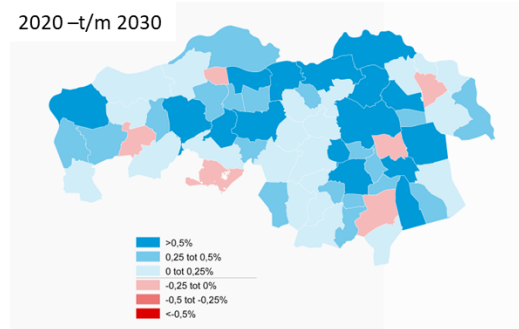 2020 –t/m 2030
>0,5%
0,25 tot 0,5%
0 tot 0,25%
-0,25 tot 0%
-0,5 tot -0,25%
<-0,5%